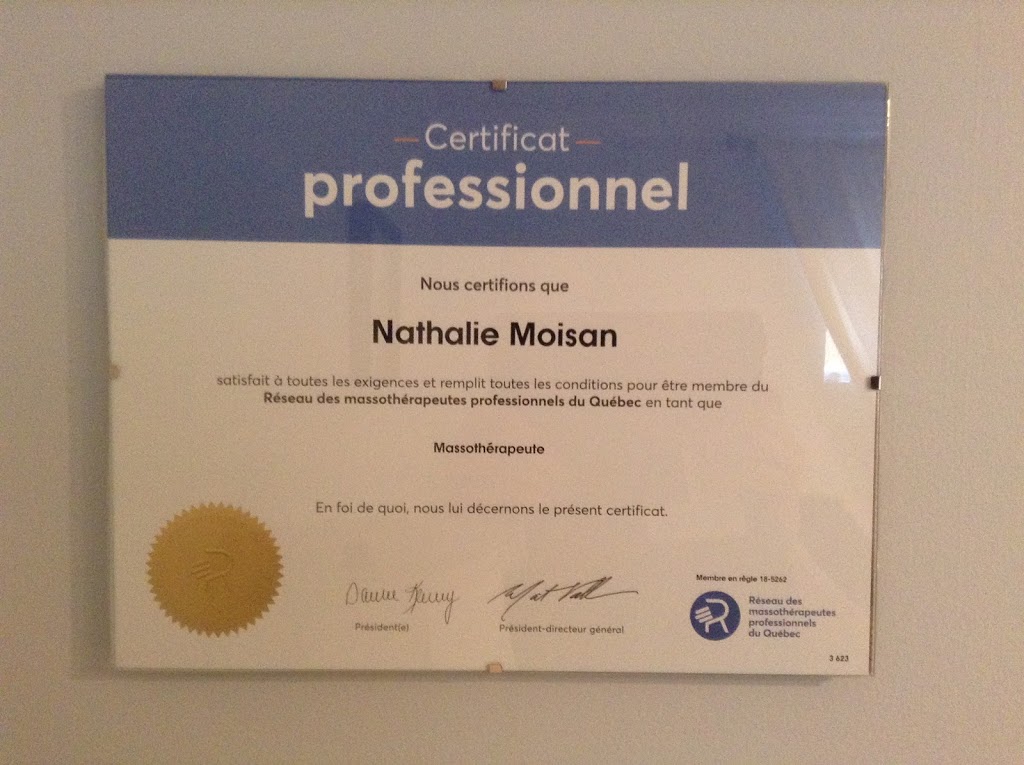 Certificat
professionnel
Nous certifions que
Nathalie Moisan
satisfait à toutes les exigences et remplit toutes les conditions pour être membre du
Réseau des massothérapeutes professionnels du Québec en tant que
Massothérapeute
En foi de quoi, nous lui décernons le présent certificat.
Président(e)
Président-directeur général
Membre en règle 18-5262
Réseau des
massothérapeutes
professionnels
du Québec
3 623